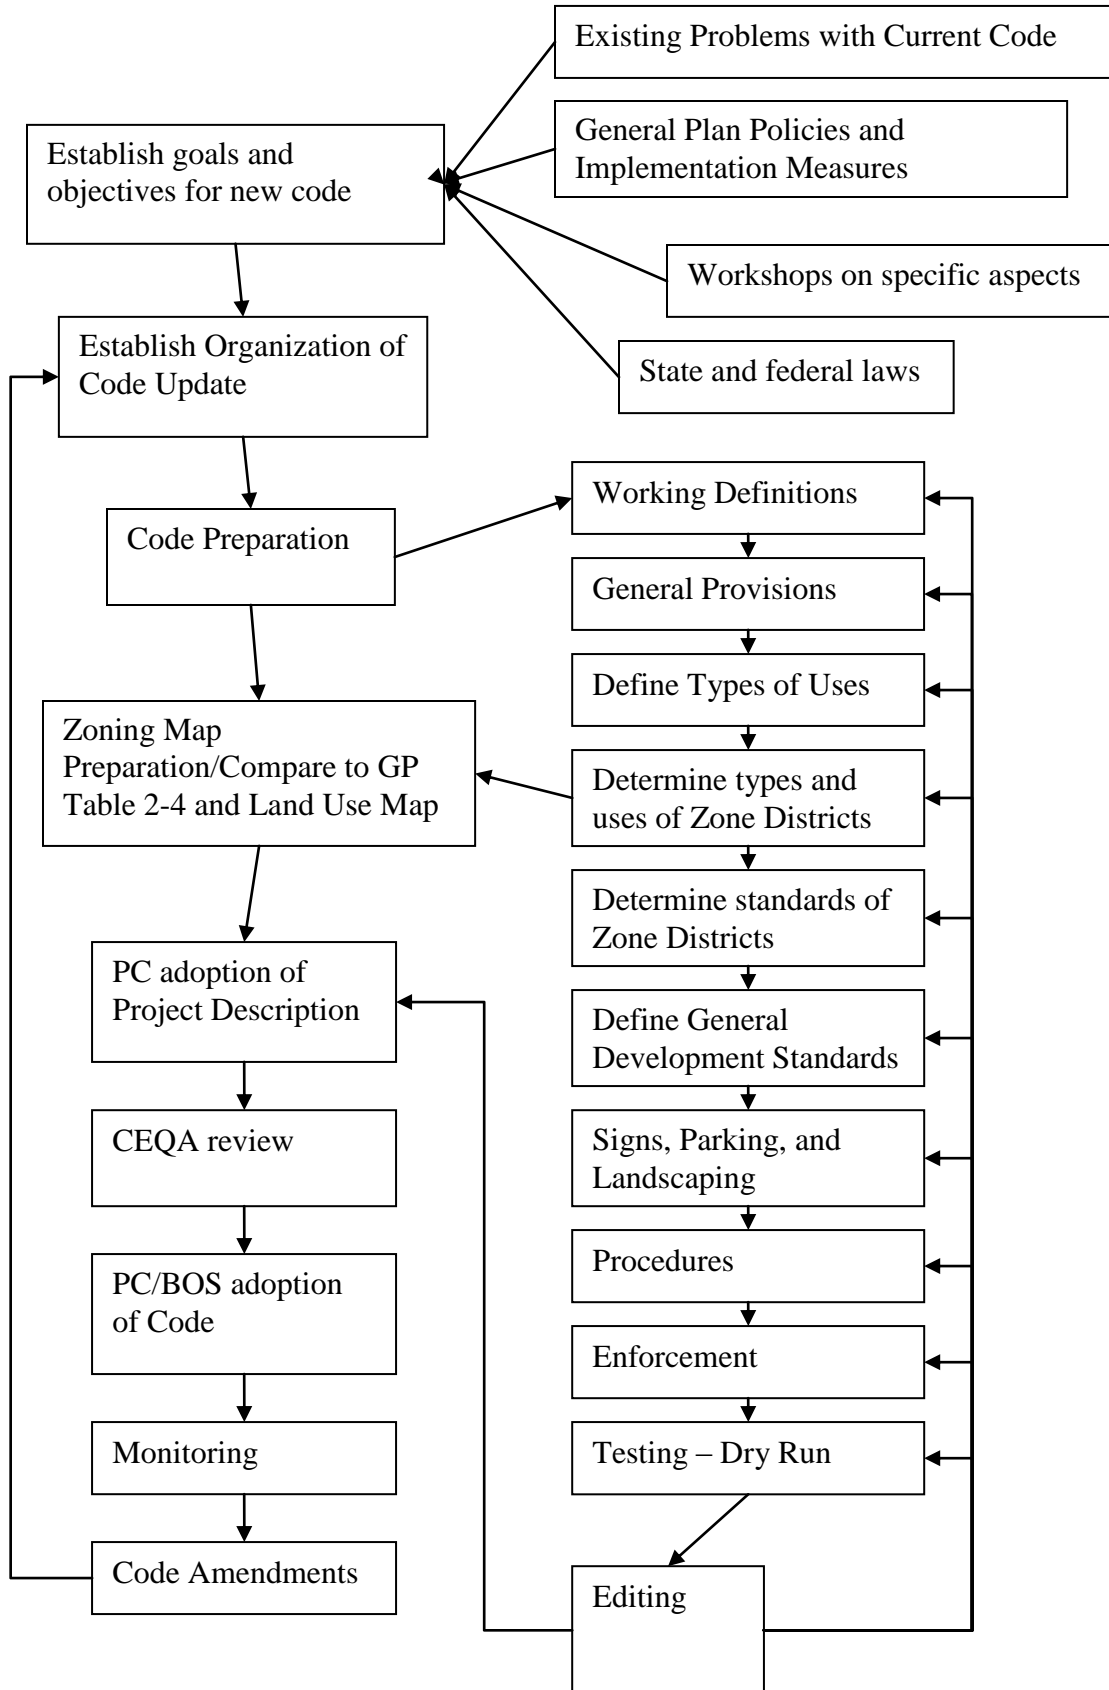 Existing Problems with Current Code
General Plan Policies and
Implementation Measures
Establish goals and
objectives for new code
Workshops on specific aspects
State and federal laws
Establish Organization of
Code Update
Code Preparation
Zoning Map
Preparation/Compare to GP
Table 2-4 and Land Use Map
PC adoption of
Project Description
CEQA review
PC/BOS adoption
of Code
Monitoring
Code Amendments
Working Definitions
General Provisions
Define Types of Uses
Determine types and
uses of Zone Districts
Determine standards of
Zone Districts
Define General
Development Standards
Signs, Parking, and
Landscaping
Procedures
Enforcement
Testing – Dry Run
Editing